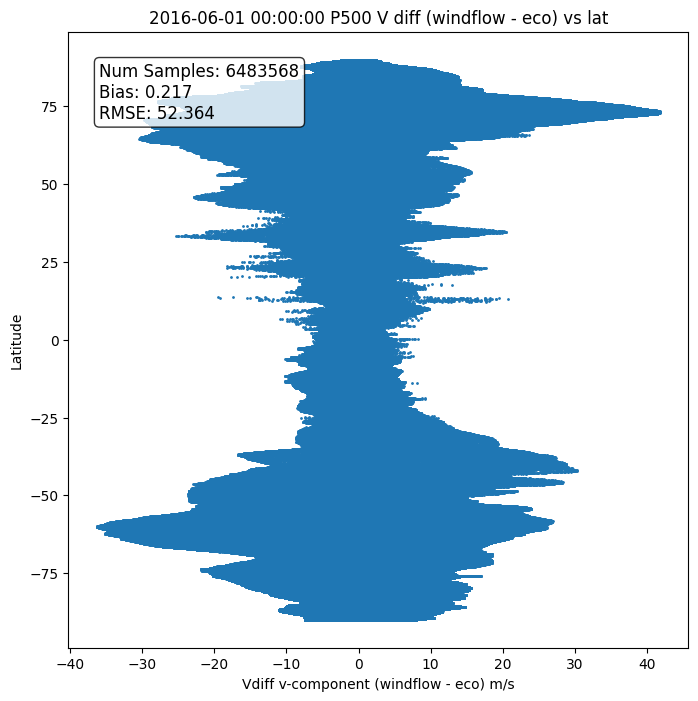 2016-06-01 00:00:00 P500 V diff (windflow - eco) vs lat
Num Samples: 6483568
Bias: 0.217
RMSE: 52.364
75
50
25
0
−25
−50
−75
Latitude
−40 −30 −20 −10 0 10 20 30 40
Vdiff v-component (windflow - eco) m/s